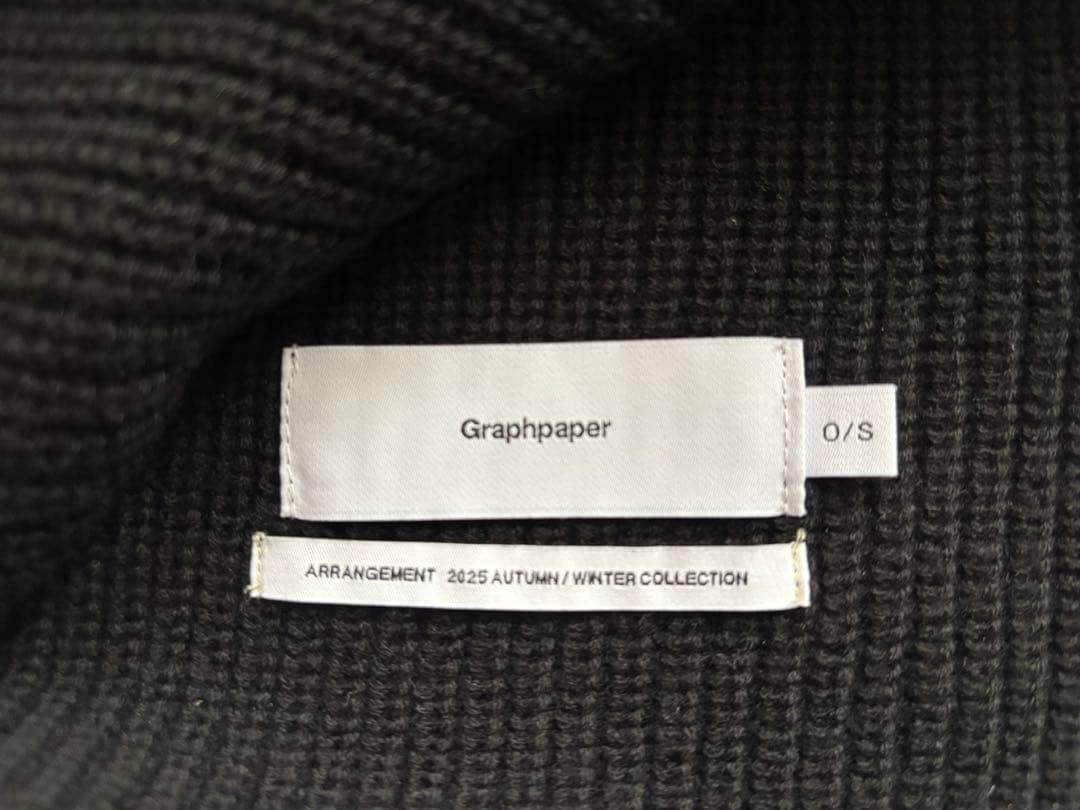 Graphpaper
O/S
ARRANGEMENT 2025 AUTUMN/WINTER COLLECTION